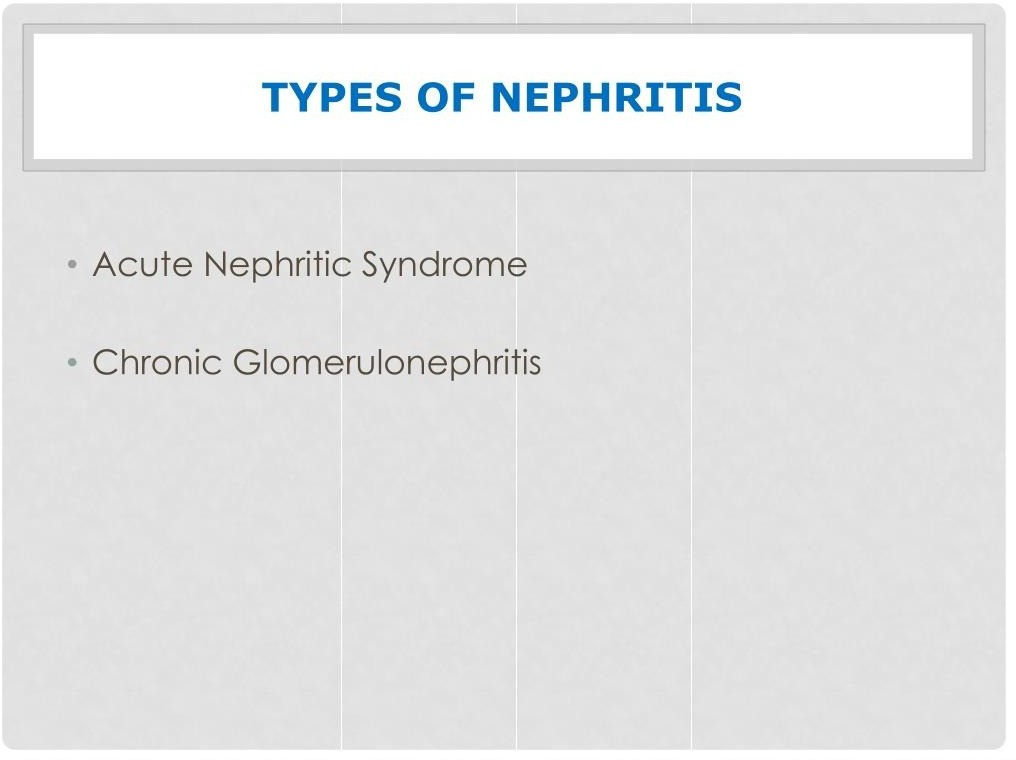 TYPES OF NEPHRITIS
• Acute Nephritic Syndrome
• Chronic Glomerulonephritis